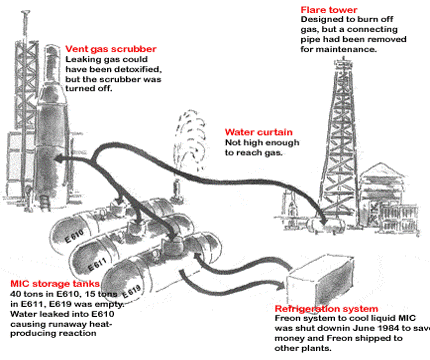 Flare tower
Designed to burn off
gas, but a connecting
pipe had been removed
for maintenance.
Vent gas scrubber
Leaking gas could
have been detoxified,
but the scrubber was
turned off.
Water curtain
Not high enough
to reach gas.
E610
E611
E619
MIC storage tanks
40 tons in E610, 15 tons
in E611, E619 was empty.
Water leaked into E610
causing runaway heat-
producing reaction
Refrigeration system
Freon system to cool liquid MIC
was shut downin June 1984 to save
money and Freon shipped to
other plants.